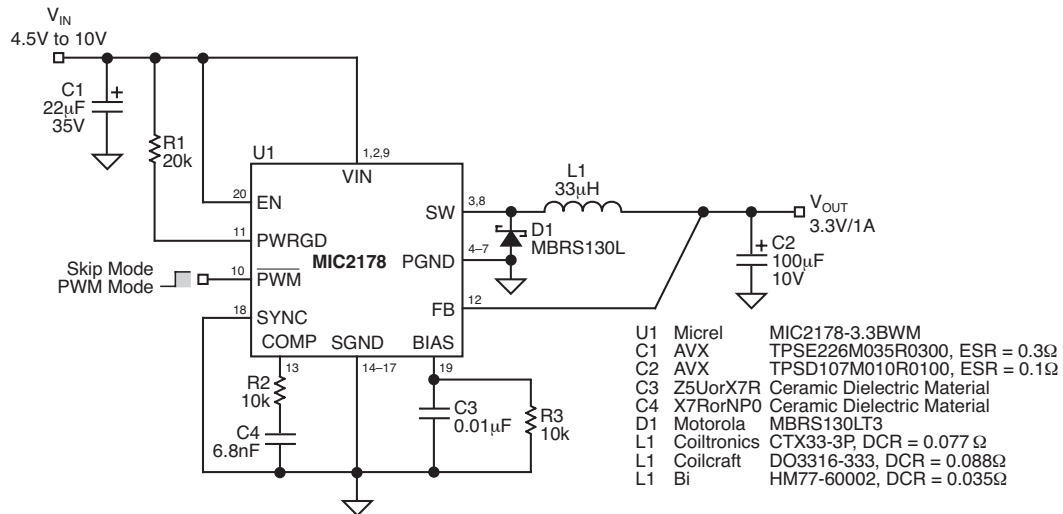 VIN
4.5V to 10V
C1
22µF
35V
+
R1
20k
U1
1,2,9
VIN
20
EN
11
PWRGD
MIC2178
10
PWM
Skip Mode
PWM Mode
18
SYNC
COMP
SGND
BIAS
13
14–17
19
SW
3,8
PGND
4–7
FB
12
L1
33µH
D1
MBRS130L
VOUT
3.3V/1A
+
C2
100µF
10V
R2
10k
C4
6.8nF
C3
0.01µF
R3
10k
U1 Micrel MIC2178-3.3BWM
C1 AVX TPSE226M035R0300, ESR = 0.3Ω
C2 AVX TPSD107M010R0100, ESR = 0.1Ω
C3 Z5UorX7R Ceramic Dielectric Material
C4 X7RorNP0 Ceramic Dielectric Material
D1 Motorola MBRS130LT3
L1 Coiltronics CTX33-3P, DCR = 0.077 Ω
L1 Coilcraft DO3316-333, DCR = 0.088Ω
L1 Bi HM77-60002, DCR = 0.035Ω